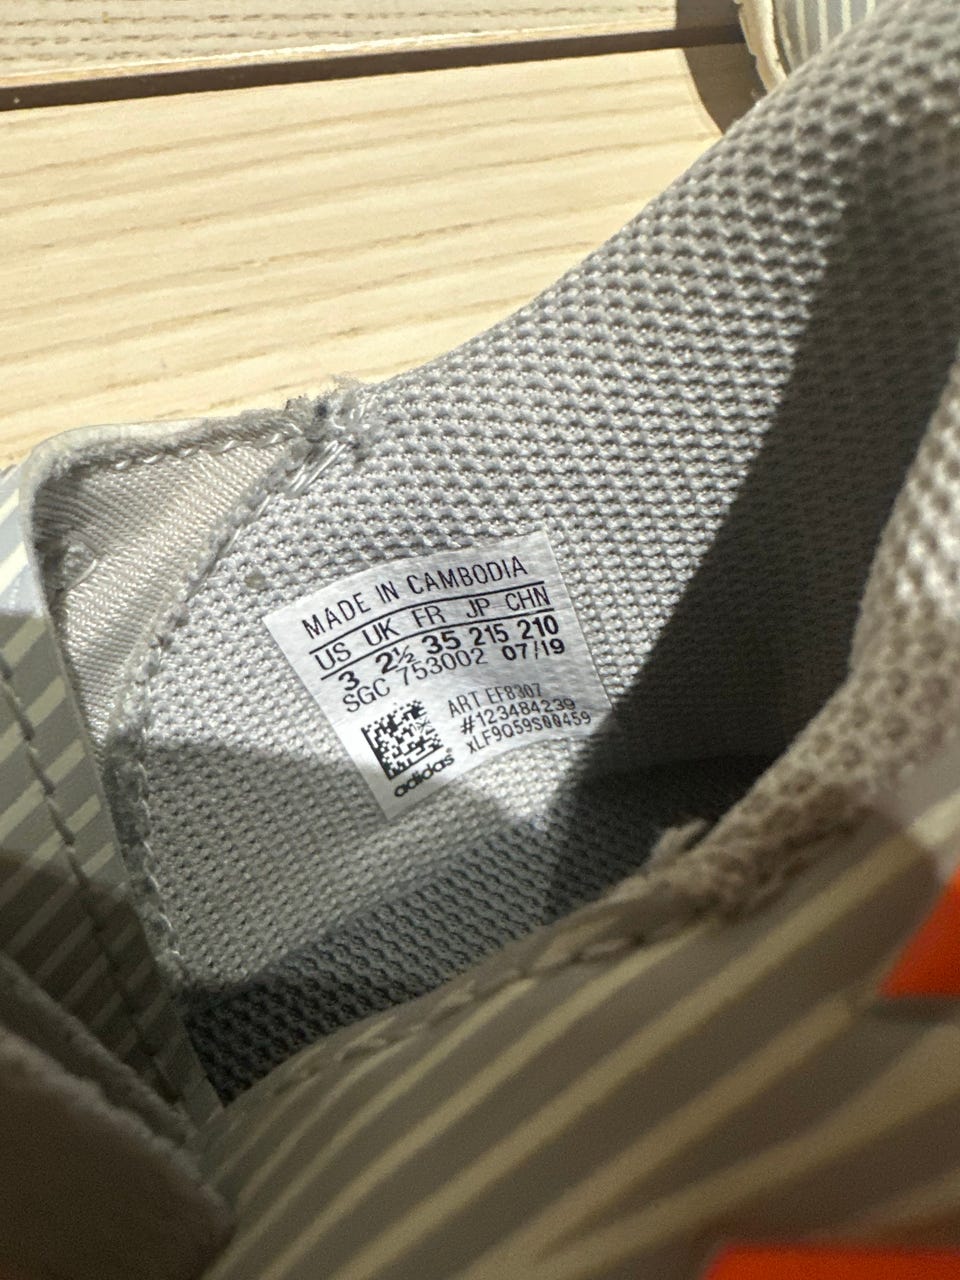 MADE IN CAMBODIA
US UK FR JP CHN
3 2½ 35 215 210
SGC 753002 07/19
ART EF8307
#123484239
xLF9Q59S00459
adidas